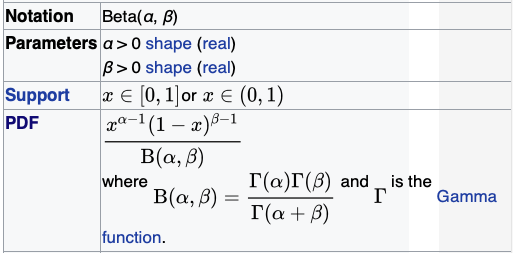 Notation Beta(α, β)
Parameters α > 0 shape (real)
β > 0 shape (real)
Support x ∈ [0, 1] or x ∈ (0, 1)
PDF x^{α−1}(1 − x)^{β−1} / B(α, β)
where B(α, β) = Γ(α)Γ(β) / Γ(α + β) and Γ is the Gamma
function.